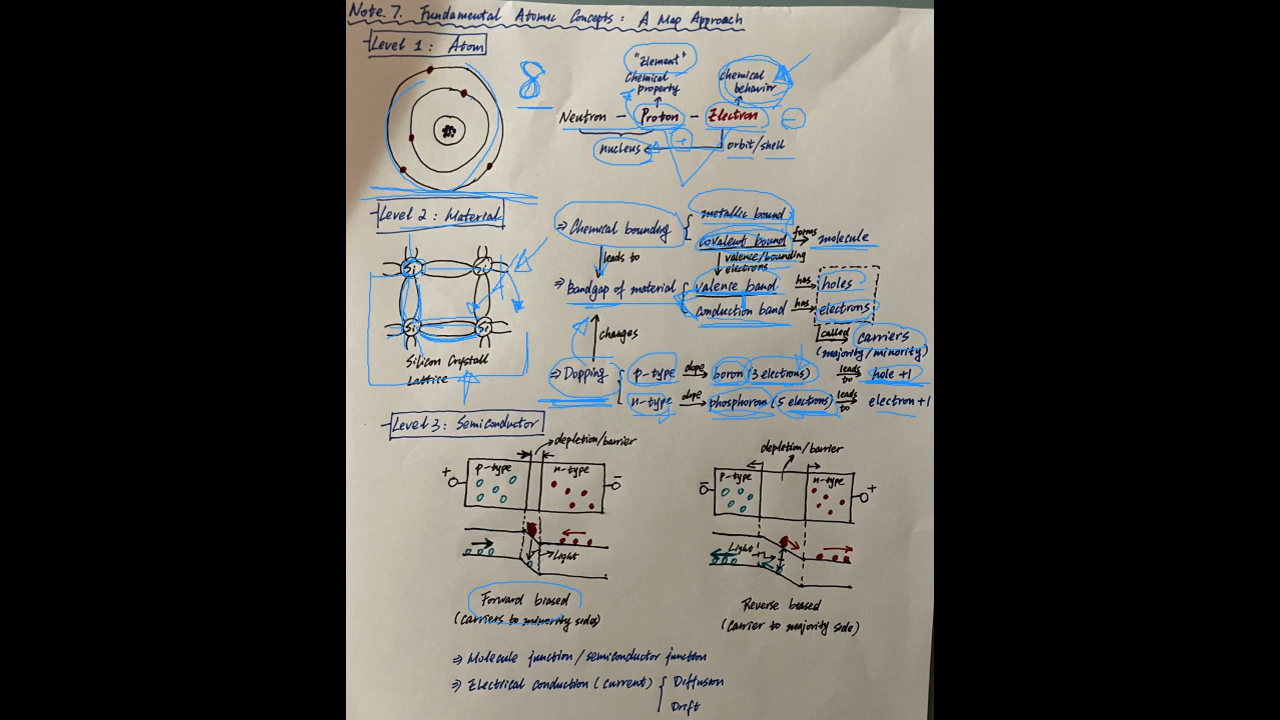 Note.7. Fundamental Atomic Concepts: A Map Approach
Level 1: Atom
8
"Element"
Chemical property
chemical behavior
Neutron - Proton - Electron
+
-
nucleus
orbit/shell
Level 2: Material
Si Si
Si Si
Silicon Crystall
Lattice
⇒ Chemical bounding { metallic bound
covalent bound forms molecule
leads to
valence/bounding
electrons
⇒ Bandgap of material { valence band has holes
conduction band has electrons
called carriers
(majority/minority)
changes
⇒ Dopping { p-type dope boron (3 electrons) leads to hole +1
n-type dope phosphoron (5 electrons) leads to electron +1
Level 3: Semiconductor
depletion/barrier
+ p-type n-type -
Light
Forward biased
(carriers to minority sides)
depletion/barrier
- p-type n-type +
Light
Reverse biased
(carrier to majority side)
⇒ Molecule junction/semiconductor junction
⇒ Electrical conduction (current) { Diffusion
Drift